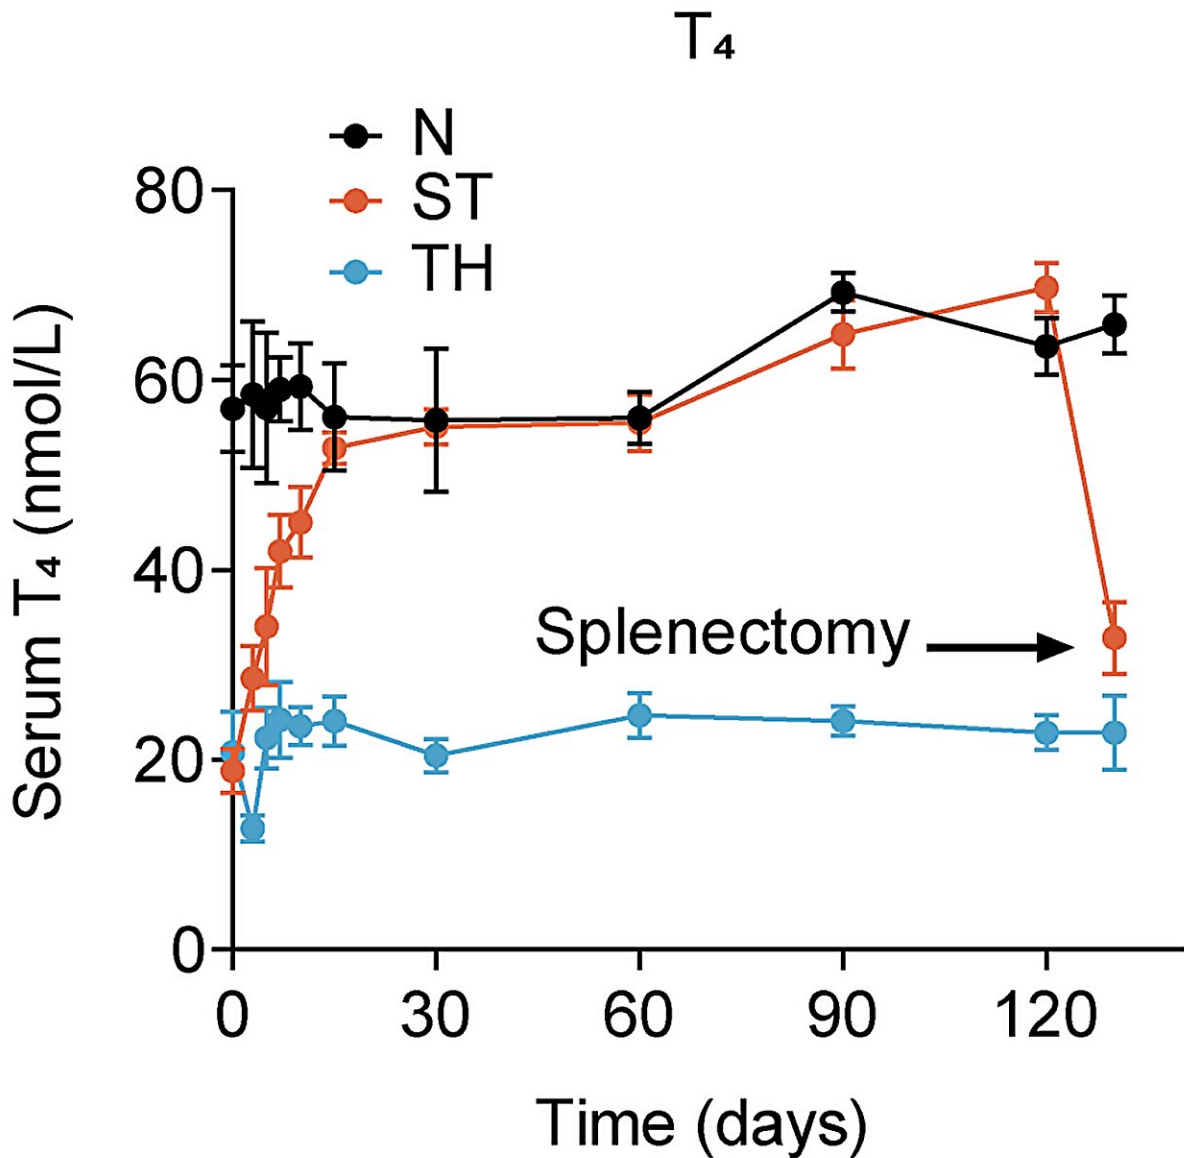 T₄
N
ST
TH
80
60
40
20
0
Serum T₄ (nmol/L)
Splenectomy
0 30 60 90 120
Time (days)